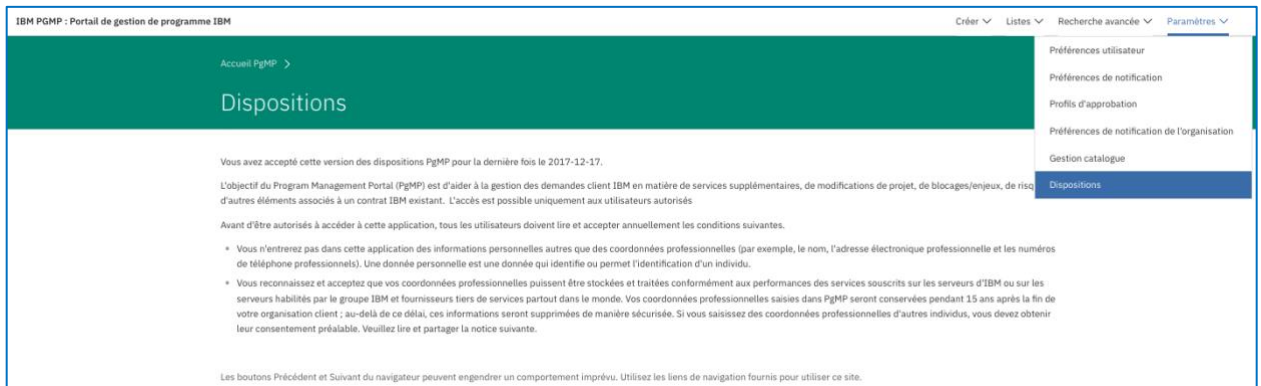 IBM PGMP : Portail de gestion de programme IBM
Créer Listes Recherche avancée Paramètres
Préférences utilisateur
Préférences de notification
Profils d'approbation
Préférences de notification de l'organisation
Gestion catalogue
Dispositions
Accueil PgMP >
Dispositions
Vous avez accepté cette version des dispositions PgMP pour la dernière fois le 2017-12-17.
L'objectif du Program Management Portal (PgMP) est d'aider à la gestion des demandes client IBM en matière de services supplémentaires, de modifications de projet, de blocages/enjeux, de risq
d'autres éléments associés à un contrat IBM existant. L'accès est possible uniquement aux utilisateurs autorisés
Avant d'être autorisés à accéder à cette application, tous les utilisateurs doivent lire et accepter annuellement les conditions suivantes.
• Vous n'entrerez pas dans cette application des informations personnelles autres que des coordonnées professionnelles (par exemple, le nom, l'adresse électronique professionnelle et les numéros
de téléphone professionnels). Une donnée personnelle est une donnée qui identifie ou permet l'identification d'un individu.
• Vous reconnaissez et acceptez que vos coordonnées professionnelles puissent être stockées et traitées conformément aux performances des services souscrits sur les serveurs d'IBM ou sur les
serveurs habilités par le groupe IBM et fournisseurs tiers de services partout dans le monde. Vos coordonnées professionnelles saisies dans PgMP seront conservées pendant 15 ans après la fin de
votre organisation client ; au-delà de ce délai, ces informations seront supprimées de manière sécurisée. Si vous saisissez des coordonnées professionnelles d'autres individus, vous devez obtenir
leur consentement préalable. Veuillez lire et partager la notice suivante.
Les boutons Précédent et Suivant du navigateur peuvent engendrer un comportement imprévu. Utilisez les liens de navigation fournis pour utiliser ce site.